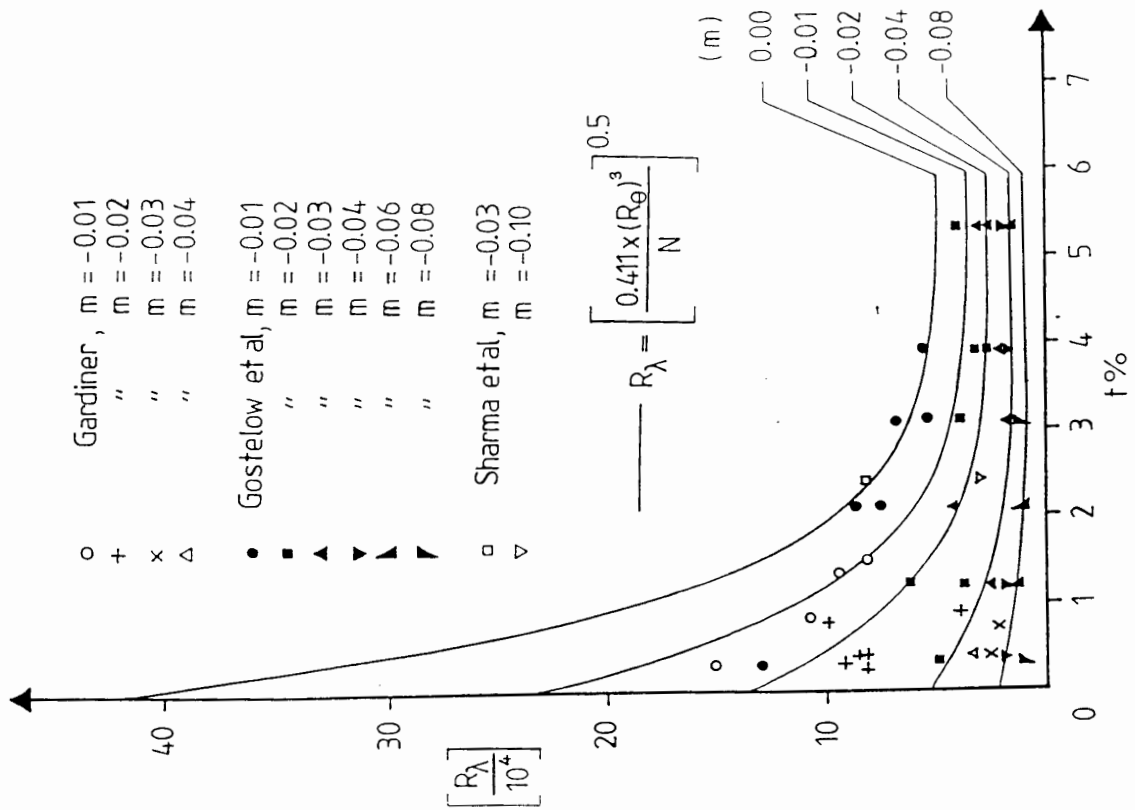 (m)
0.00
-0.01
-0.02
-0.04
-0.08
○ Gardiner, m = -0.01
+ " m = -0.02
× " m = -0.03
△ " m = -0.04
● Gostelow et al, m = -0.01
■ " m = -0.02
▲ " m = -0.03
▼ " m = -0.04
◢ " m = -0.06
◥ " m = -0.08
□ Sharma et al, m = -0.03
▽ m = -0.10
R_λ = [0.411 x (R_θ)^3 / N]^0.5
[R_λ / 10^4]
40
30
20
10
0
1
2
3
4
5
6
7
t%